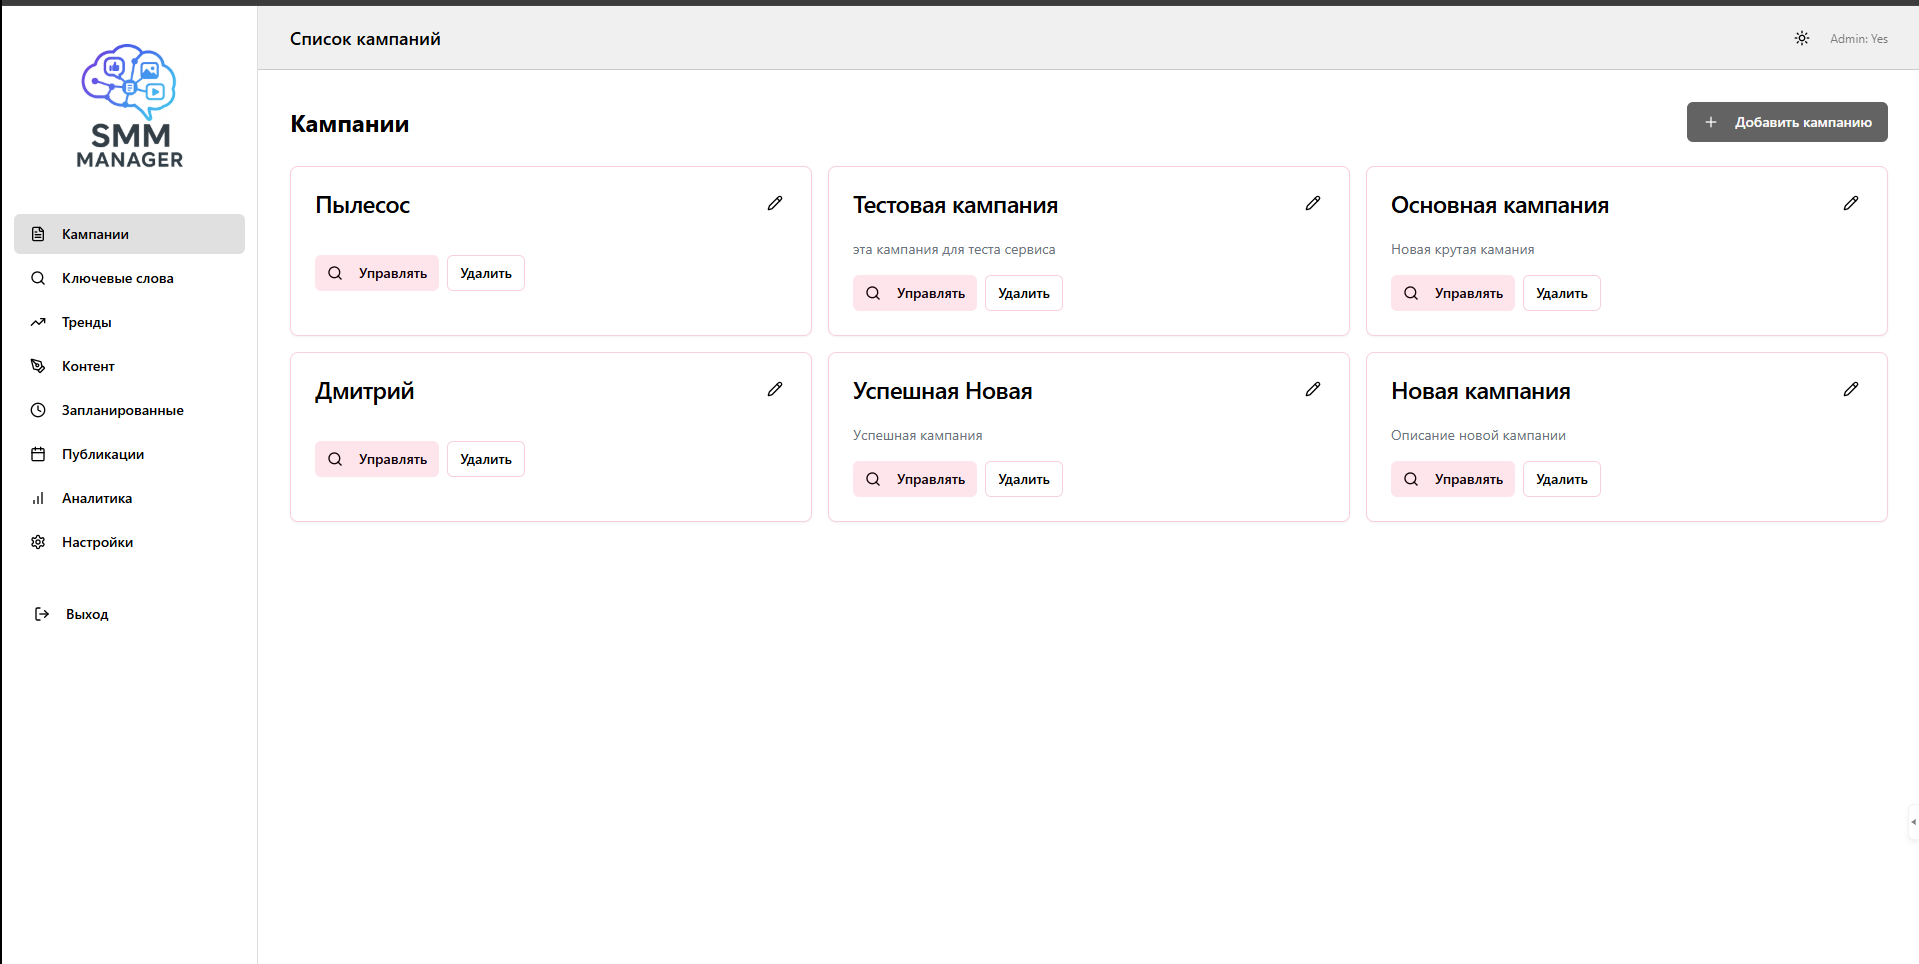 SMM
MANAGER
Кампании
Ключевые слова
Тренды
Контент
Запланированные
Публикации
Аналитика
Настройки
Выход
Список кампаний
Admin: Yes
Кампании
Добавить кампанию
Пылесос
Управлять
Удалить
Тестовая кампания
эта кампания для теста сервиса
Управлять
Удалить
Основная кампания
Новая крутая камания
Управлять
Удалить
Дмитрий
Управлять
Удалить
Успешная Новая
Успешная кампания
Управлять
Удалить
Новая кампания
Описание новой кампании
Управлять
Удалить